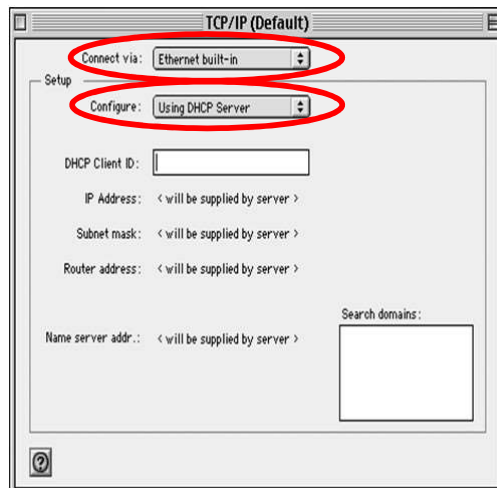 TCP/IP (Default)
Connect via: Ethernet built-in
Setup
Configure: Using DHCP Server
DHCP Client ID:
IP Address: < will be supplied by server >
Subnet mask: < will be supplied by server >
Router address: < will be supplied by server >
Search domains:
Name server addr.: < will be supplied by server >
?